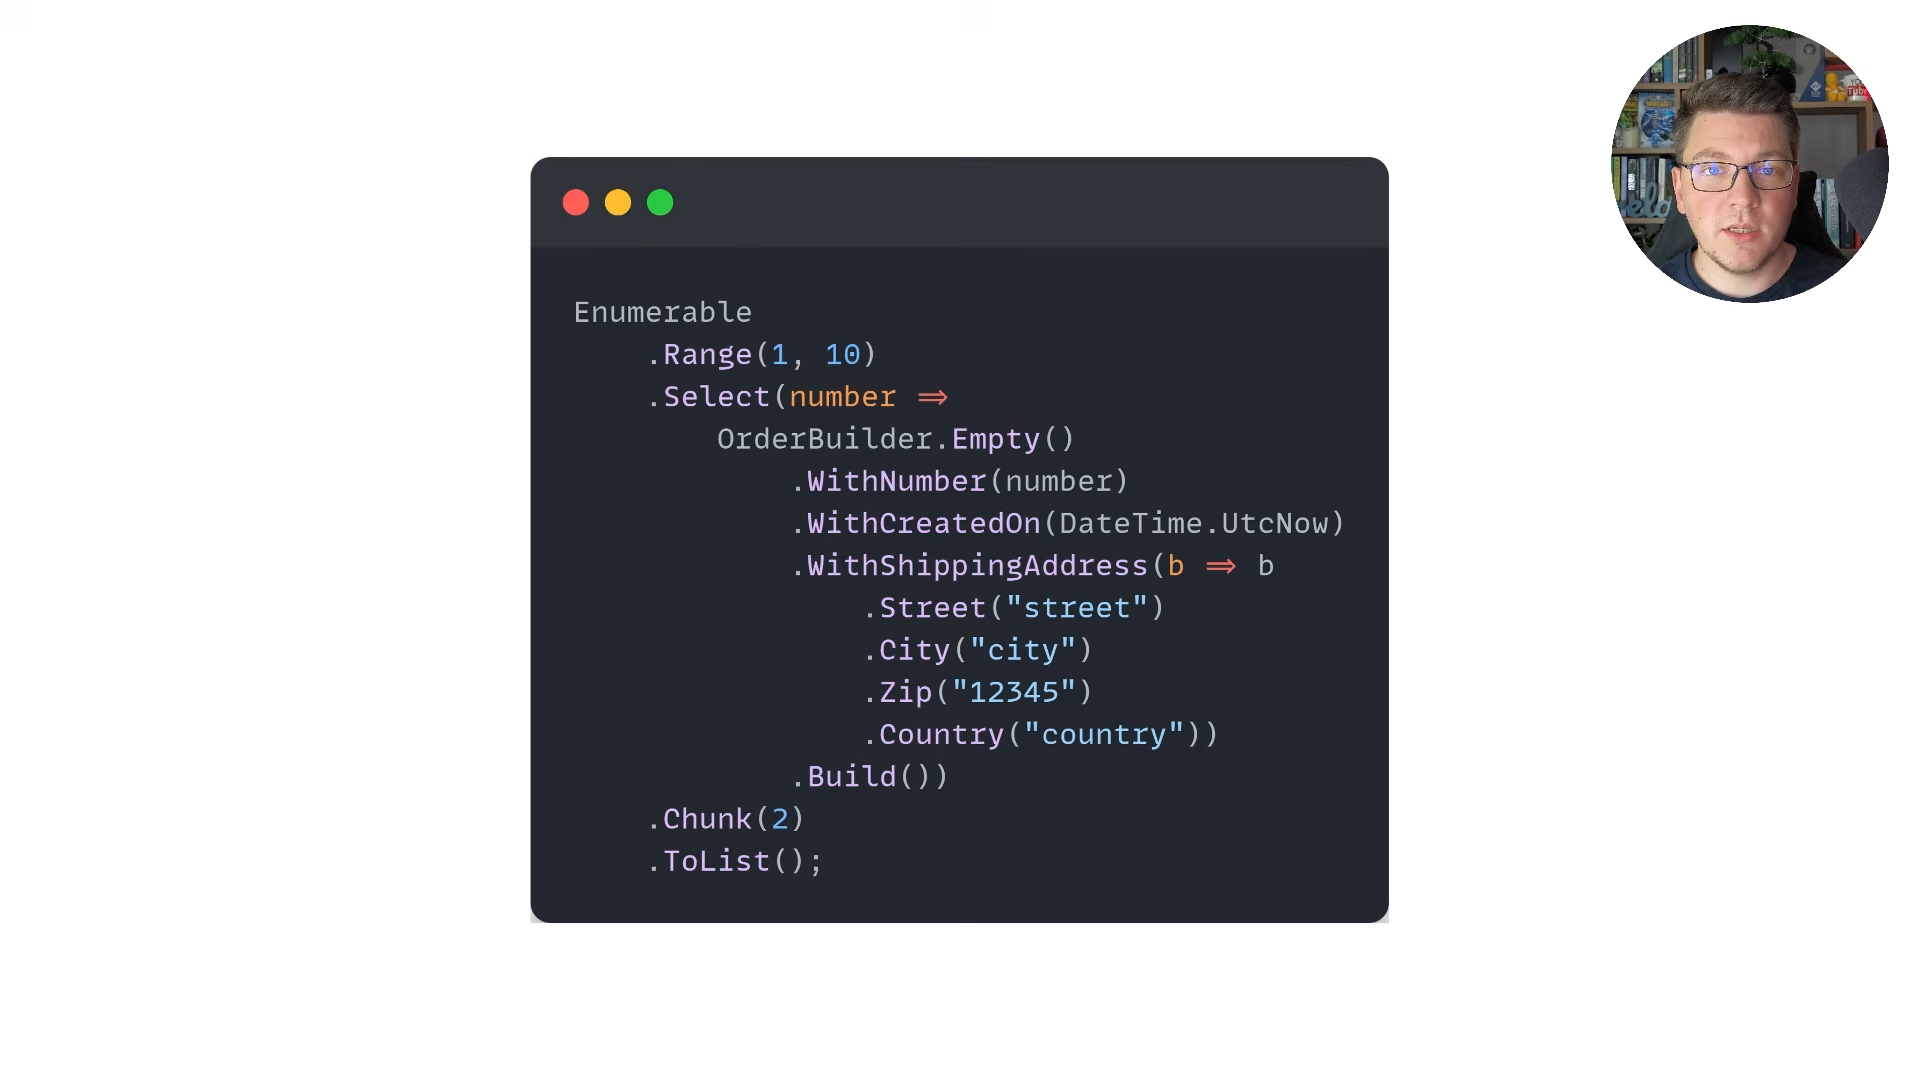 Enumerable
.Range(1, 10)
.Select(number =>
OrderBuilder.Empty()
.WithNumber(number)
.WithCreatedOn(DateTime.UtcNow)
.WithShippingAddress(b => b
.Street("street")
.City("city")
.Zip("12345")
.Country("country"))
.Build())
.Chunk(2)
.ToList();